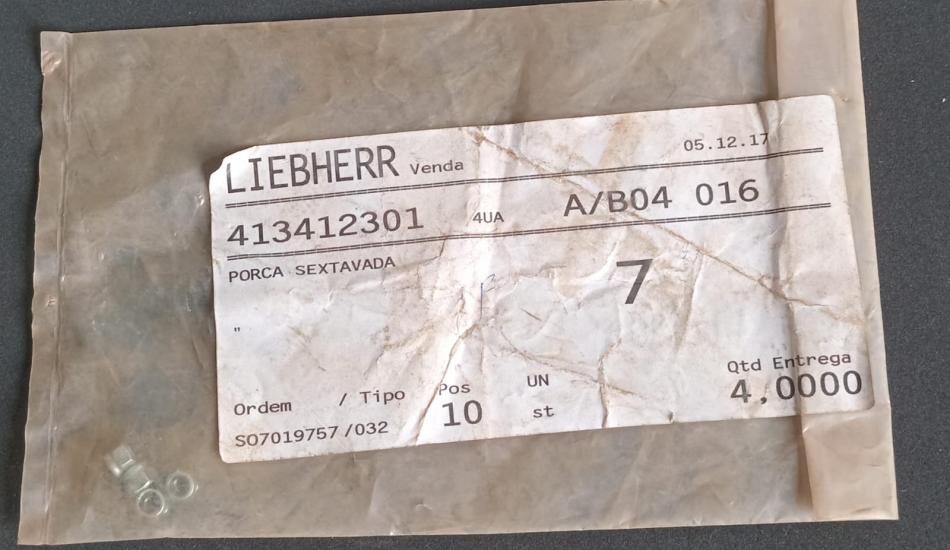 LIEBHERR Venda 05.12.17
413412301 4UA A/B04 016
PORCA SEXTAVADA
7
"
Qtd Entrega
Ordem / Tipo Pos UN 4,0000
SO7019757/032 10 st